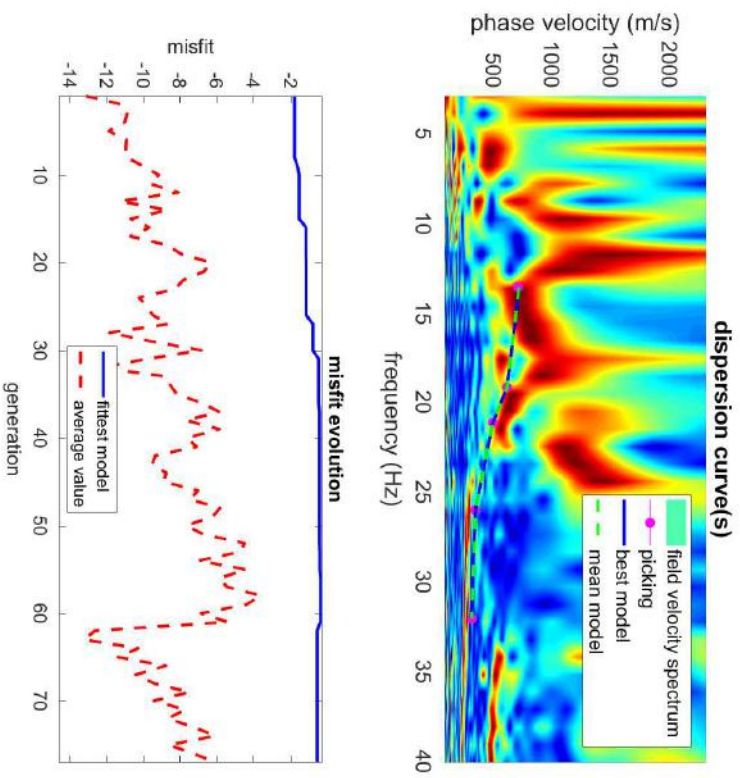 dispersion curve(s)
phase velocity (m/s)
2000
1500
1000
500
field velocity spectrum
picking
best model
mean model
5
10
15
20
25
30
35
40
frequency (Hz)
misfit evolution
misfit
-2
-4
-6
-8
-10
-12
-14
fittest model
average value
10
20
30
40
50
60
70
generation